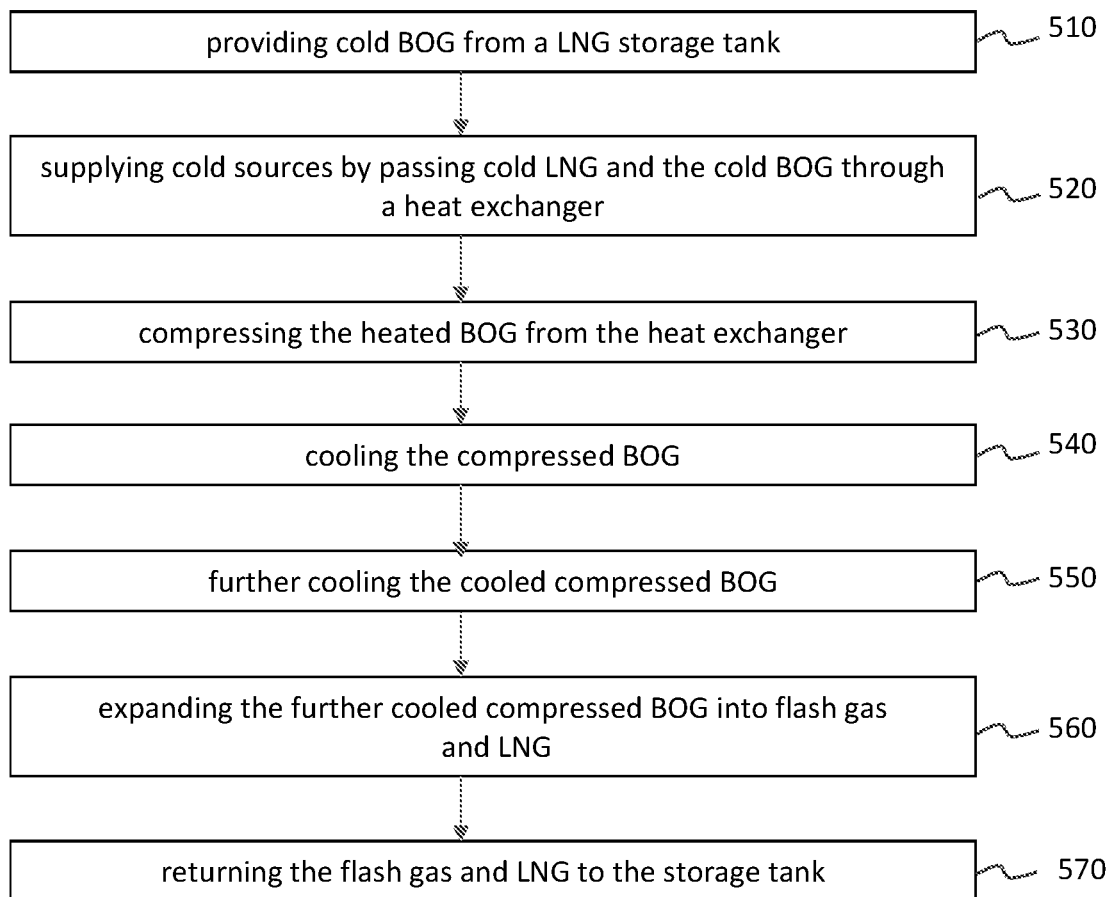 providing cold BOG from a LNG storage tank
510
supplying cold sources by passing cold LNG and the cold BOG through
a heat exchanger
520
compressing the heated BOG from the heat exchanger
530
cooling the compressed BOG
540
further cooling the cooled compressed BOG
550
expanding the further cooled compressed BOG into flash gas
and LNG
560
returning the flash gas and LNG to the storage tank
570